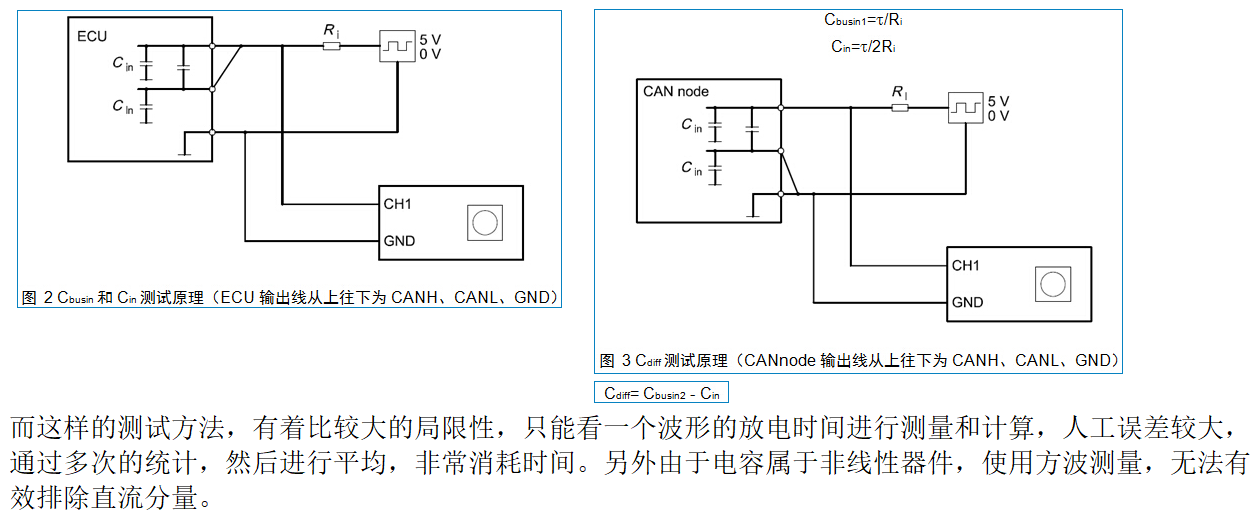 ECU
C in
C in
R i
5 V
0 V
CH1
GND
图 2 Cbusin 和 Cin 测试原理（ECU 输出线从上往下为 CANH、CANL、GND）
Cbusin1=τ/Ri
Cin=τ/2Ri
CAN node
C in
C in
R i
5 V
0 V
CH1
GND
图 3 Cdiff 测试原理（CANnode 输出线从上往下为 CANH、CANL、GND）
Cdiff= Cbusin2 - Cin
而这样的测试方法，有着比较大的局限性，只能看一个波形的放电时间进行测量和计算，人工误差较大，
通过多次的统计，然后进行平均，非常消耗时间。另外由于电容属于非线性器件，使用方波测量，无法有
效排除直流分量。